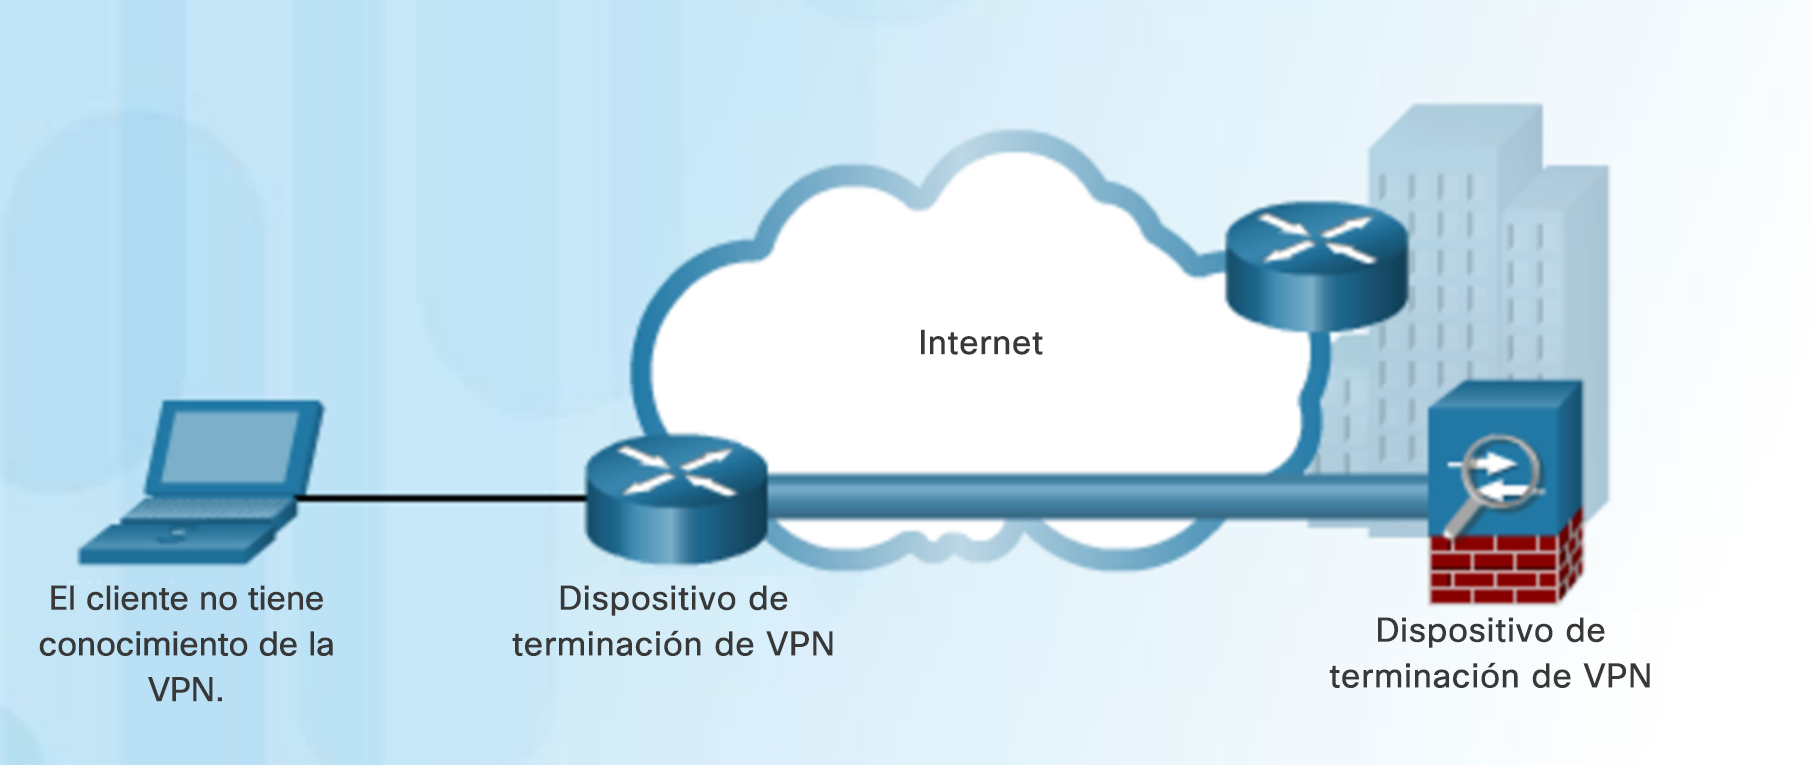 Internet
El cliente no tiene
conocimiento de la
VPN.
Dispositivo de
terminación de VPN
Dispositivo de
terminación de VPN